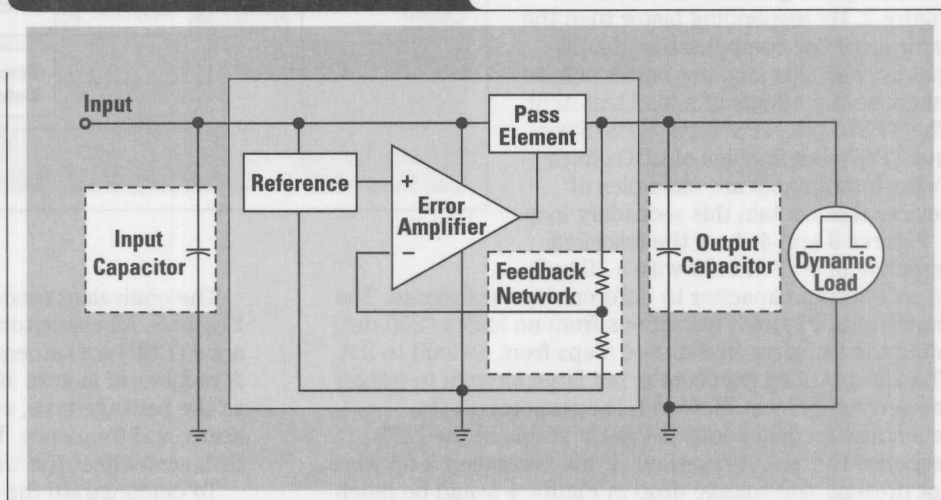 Input
Pass
Element
Reference
+
Error
Amplifier
−
Input
Capacitor
Feedback
Network
Output
Capacitor
Dynamic
Load